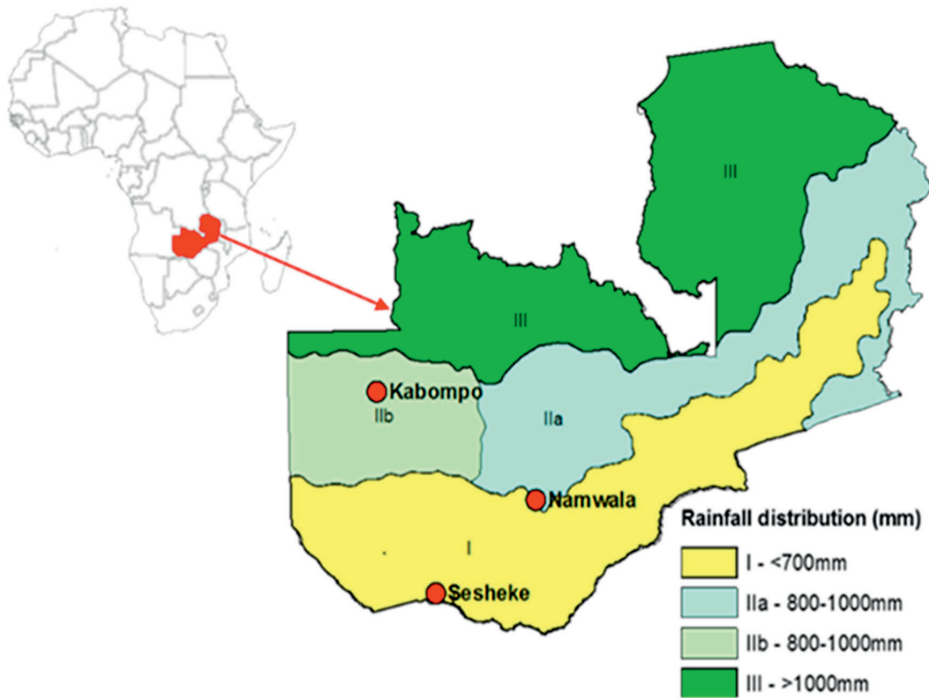 III
III
Kabompo
IIb
IIa
Namwala
I
Sesheke
Rainfall distribution (mm)
I - <700mm
IIa - 800-1000mm
IIb - 800-1000mm
III - >1000mm